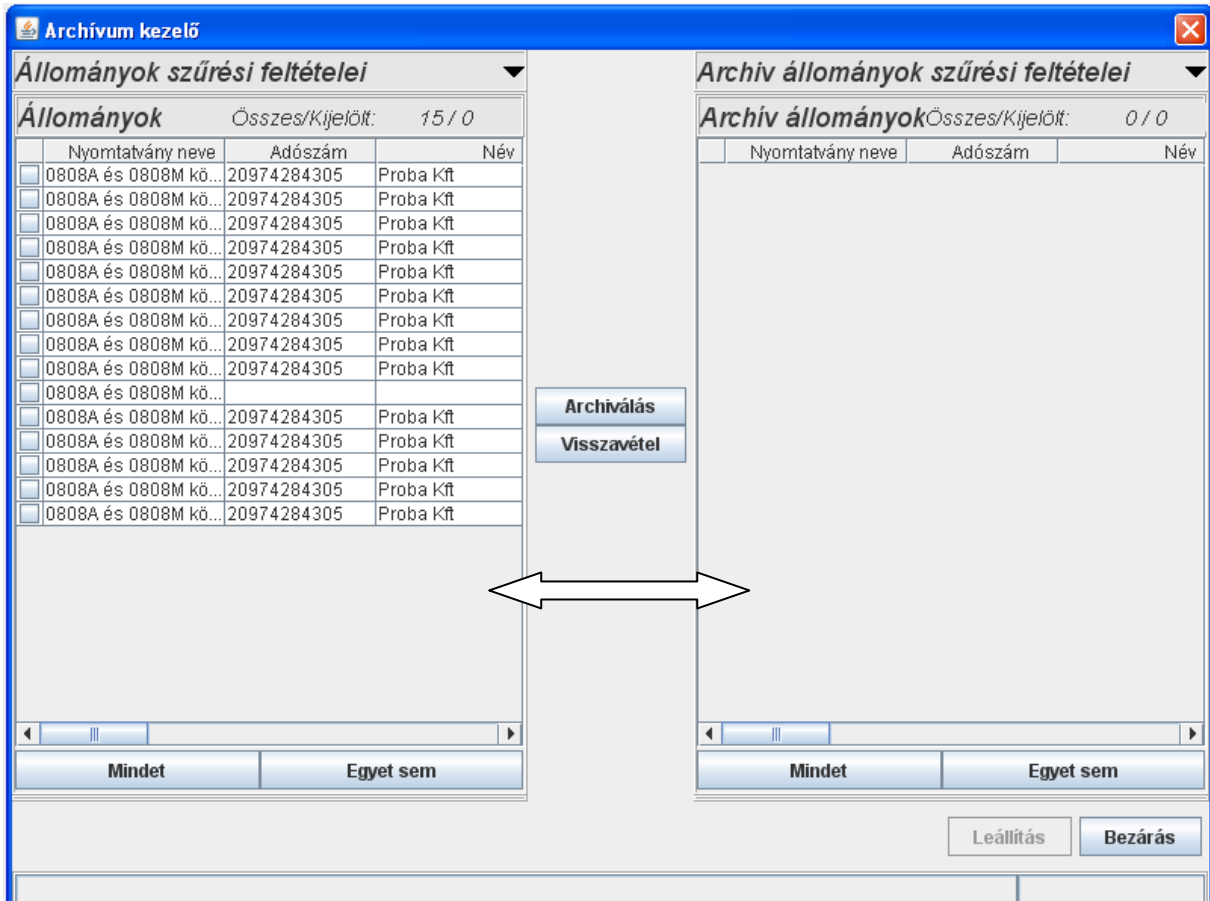 Archívum kezelő
Állományok szűrési feltételei
Archiv állományok szűrési feltételei
Állományok Összes/Kijelölt: 15 / 0
Archív állományok Összes/Kijelölt: 0 / 0
Nyomtatvány neve Adószám Név
Nyomtatvány neve Adószám Név
0808A és 0808M kö... 20974284305 Proba Kft
0808A és 0808M kö... 20974284305 Proba Kft
0808A és 0808M kö... 20974284305 Proba Kft
0808A és 0808M kö... 20974284305 Proba Kft
0808A és 0808M kö... 20974284305 Proba Kft
0808A és 0808M kö... 20974284305 Proba Kft
0808A és 0808M kö... 20974284305 Proba Kft
0808A és 0808M kö... 20974284305 Proba Kft
0808A és 0808M kö... 20974284305 Proba Kft
0808A és 0808M kö...
0808A és 0808M kö... 20974284305 Proba Kft
0808A és 0808M kö... 20974284305 Proba Kft
0808A és 0808M kö... 20974284305 Proba Kft
0808A és 0808M kö... 20974284305 Proba Kft
0808A és 0808M kö... 20974284305 Proba Kft
Archiválás
Visszavétel
Mindet Egyet sem
Mindet Egyet sem
Leállítás Bezárás